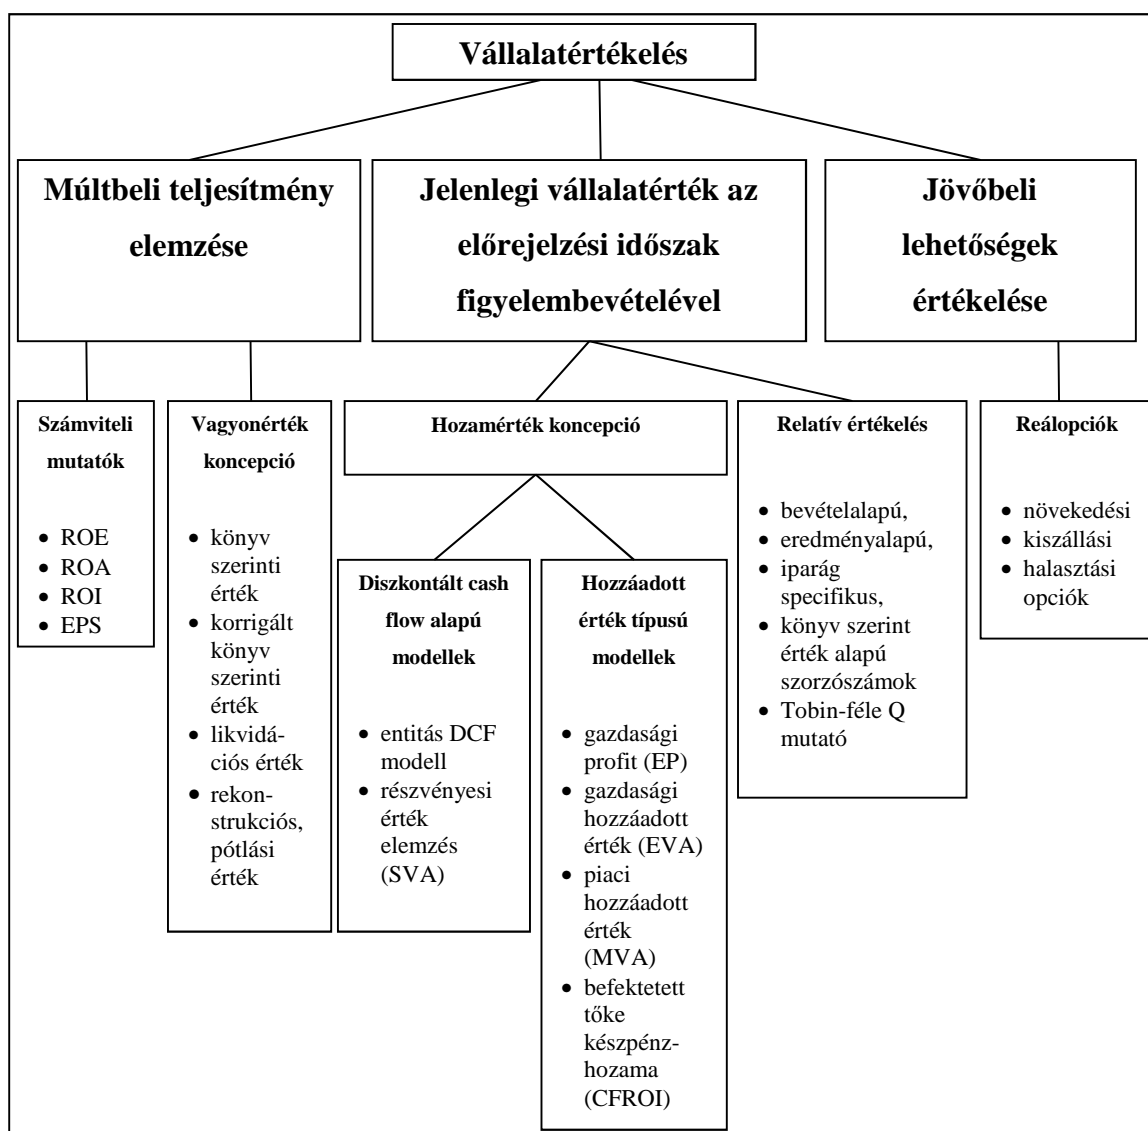 Vállalatértékelés
Múltbeli teljesítmény
elemzése
Jelenlegi vállalatérték az
előrejelzési időszak
figyelembevételével
Jövőbeli
lehetőségek
értékelése
Számviteli
mutatók
• ROE
• ROA
• ROI
• EPS
Vagyonérték
koncepció
• könyv
szerinti
érték
• korrigált
könyv
szerinti
érték
• likvidá-
ciós érték
• rekon-
strukciós,
pótlási
érték
Hozamérték koncepció
Diszkontált cash
flow alapú
modellek
• entitás DCF
modell
• részvényesi
érték
elemzés
(SVA)
Hozzáadott
érték típusú
modellek
• gazdasági
profit (EP)
• gazdasági
hozzáadott
érték (EVA)
• piaci
hozzáadott
érték
(MVA)
• befektetett
tőke
készpénz-
hozama
(CFROI)
Relatív értékelés
• bevételalapú,
• eredményalapú,
• iparág
specifikus,
• könyv szerint
érték alapú
szorzószámok
• Tobin-féle Q
mutató
Reálopciók
• növekedési
• kiszállási
• halasztási
opciók